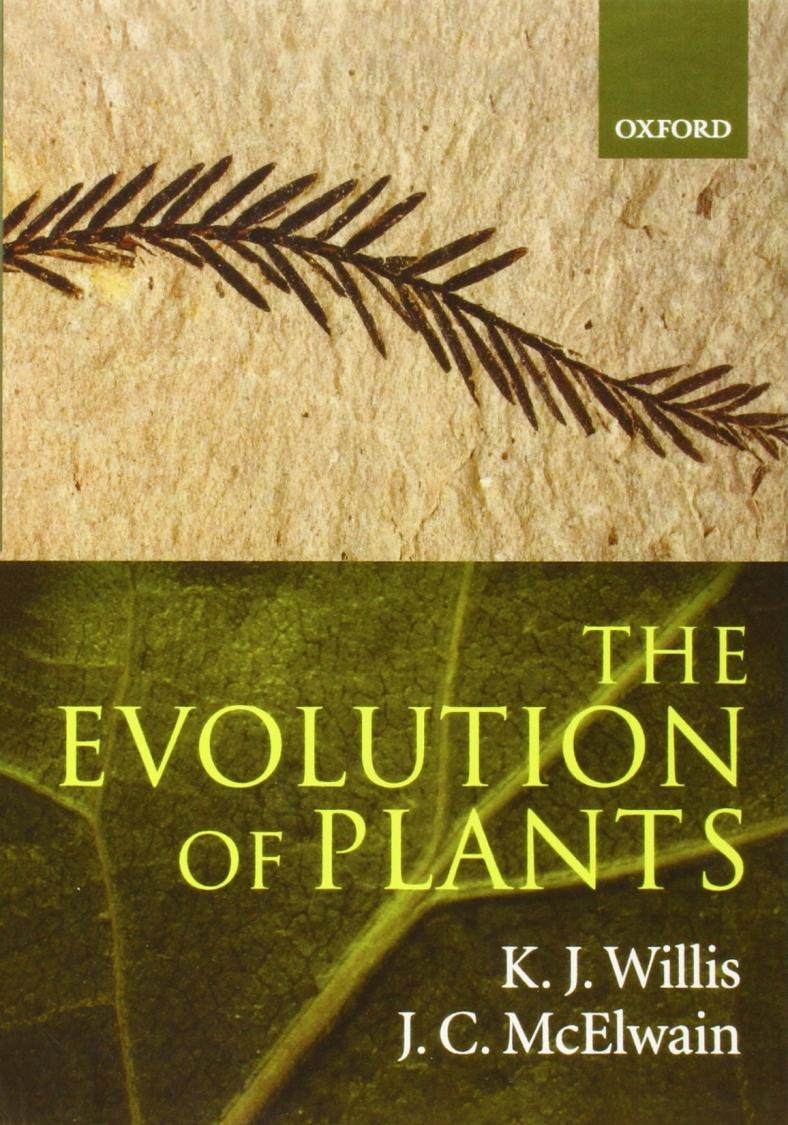 OXFORD
THE
EVOLUTION
OF PLANTS
K. J. Willis
J. C. McElwain